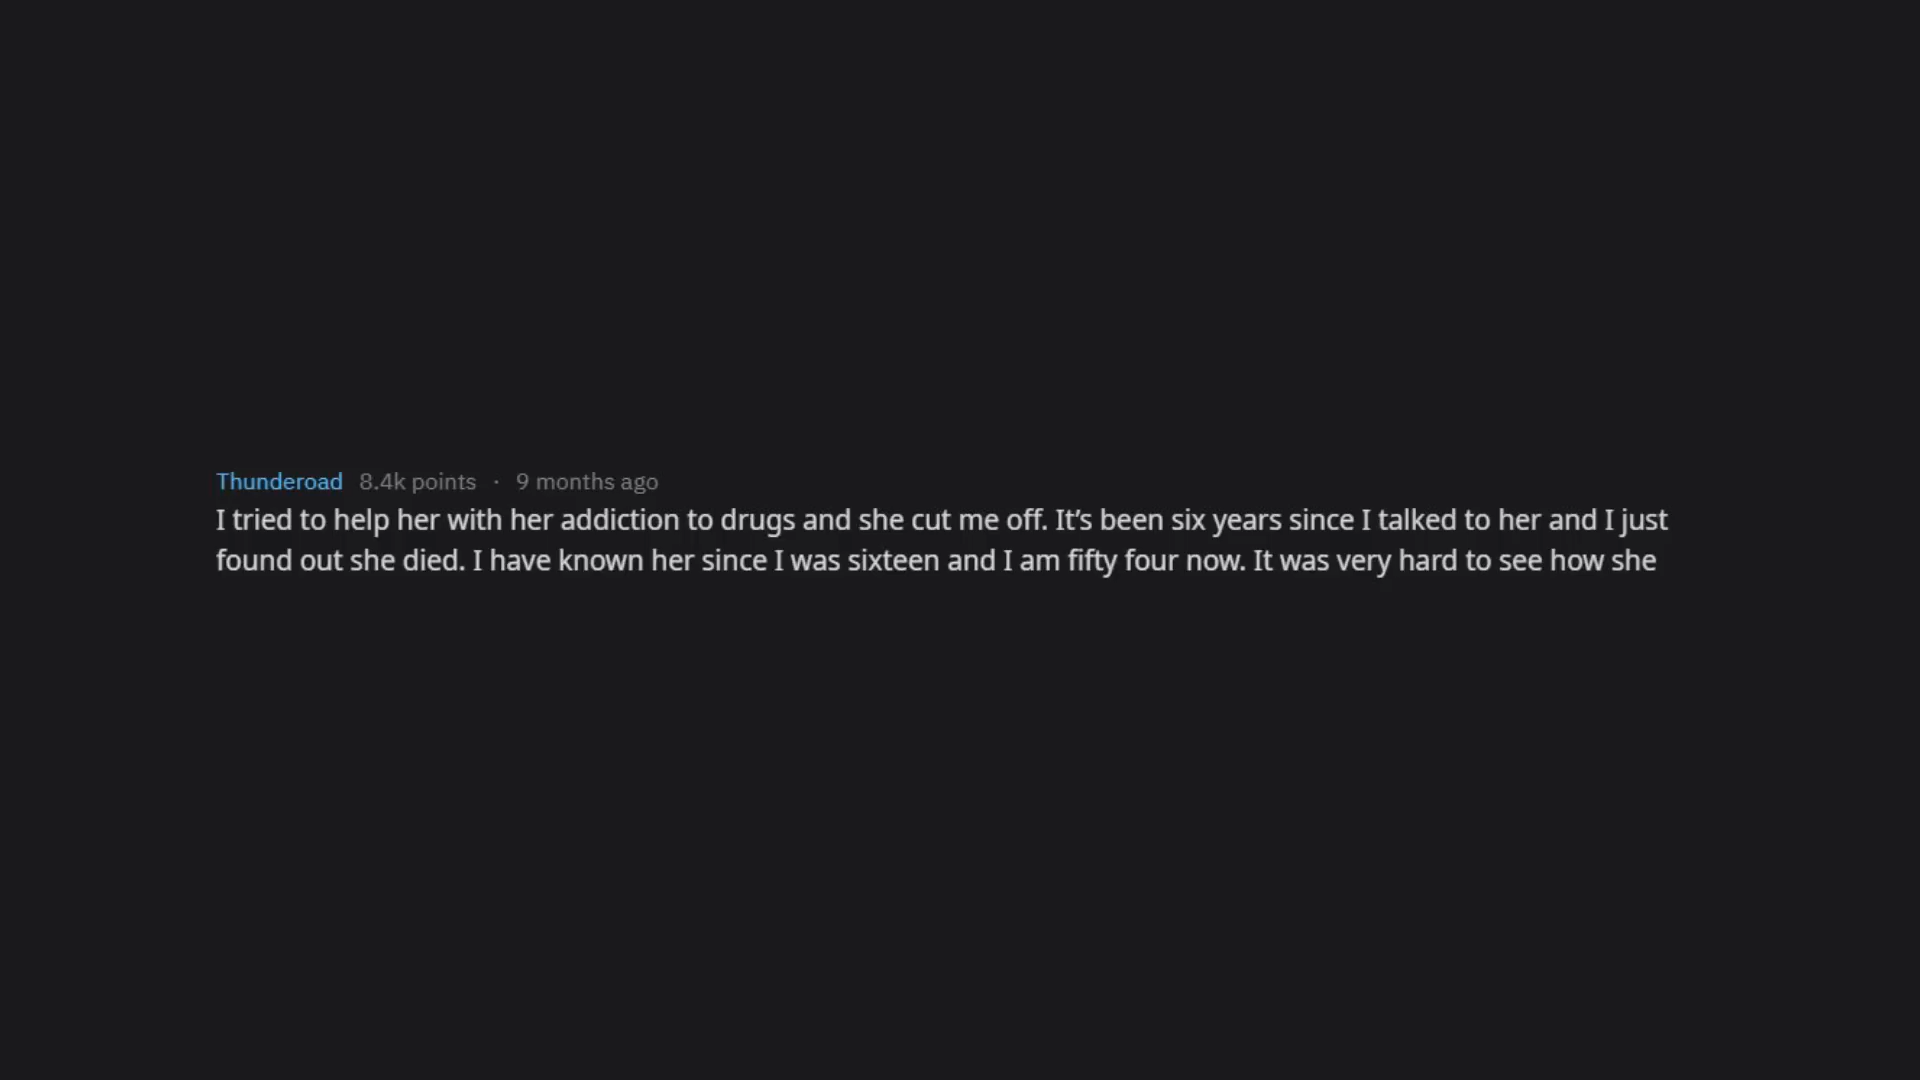 Thunderoad 8.4k points · 9 months ago
I tried to help her with her addiction to drugs and she cut me off. It’s been six years since I talked to her and I just
found out she died. I have known her since I was sixteen and I am fifty four now. It was very hard to see how she